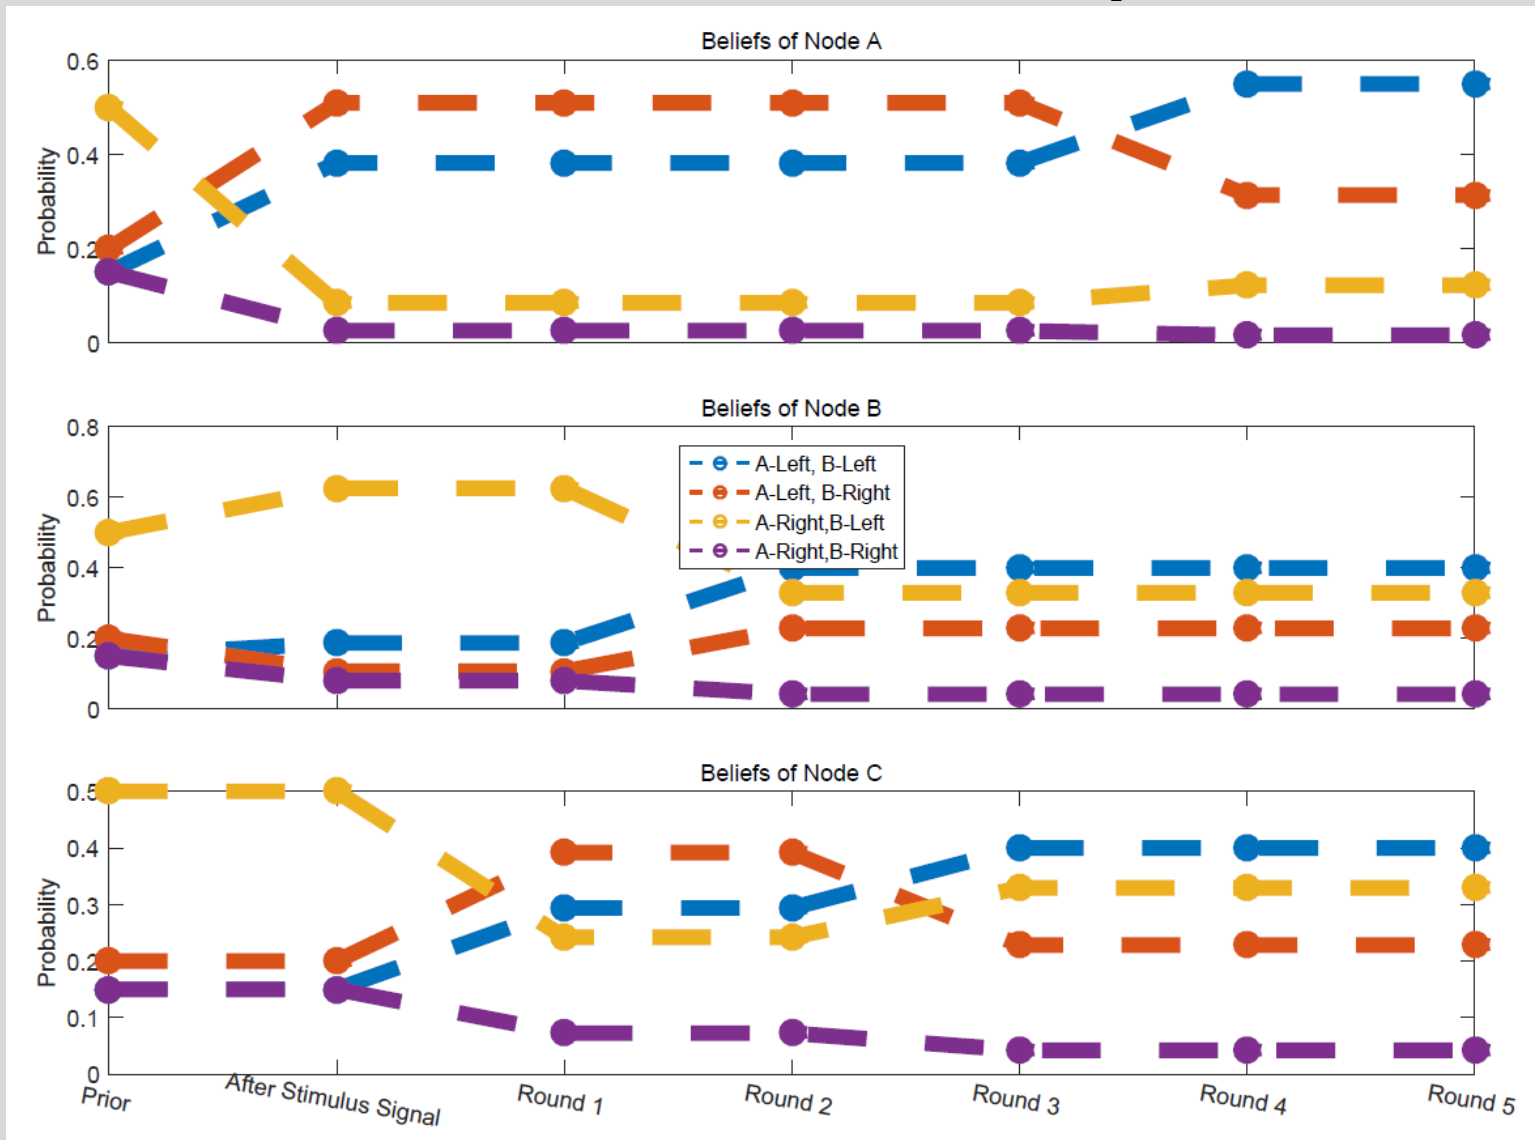 Beliefs of Node A
0.6
0.4
0.2
0
Probability
Beliefs of Node B
0.8
0.6
0.4
0.2
0
Probability
A-Left, B-Left
A-Left, B-Right
A-Right,B-Left
A-Right,B-Right
Beliefs of Node C
0.5
0.4
0.3
0.2
0.1
0
Probability
Prior
After Stimulus Signal
Round 1
Round 2
Round 3
Round 4
Round 5